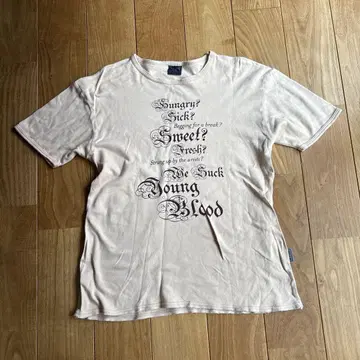 Hungry?
Sick?
Begging for a break?
Sweet?
Fresh?
Strung up by the wrists?
We Suck
Young
Blood